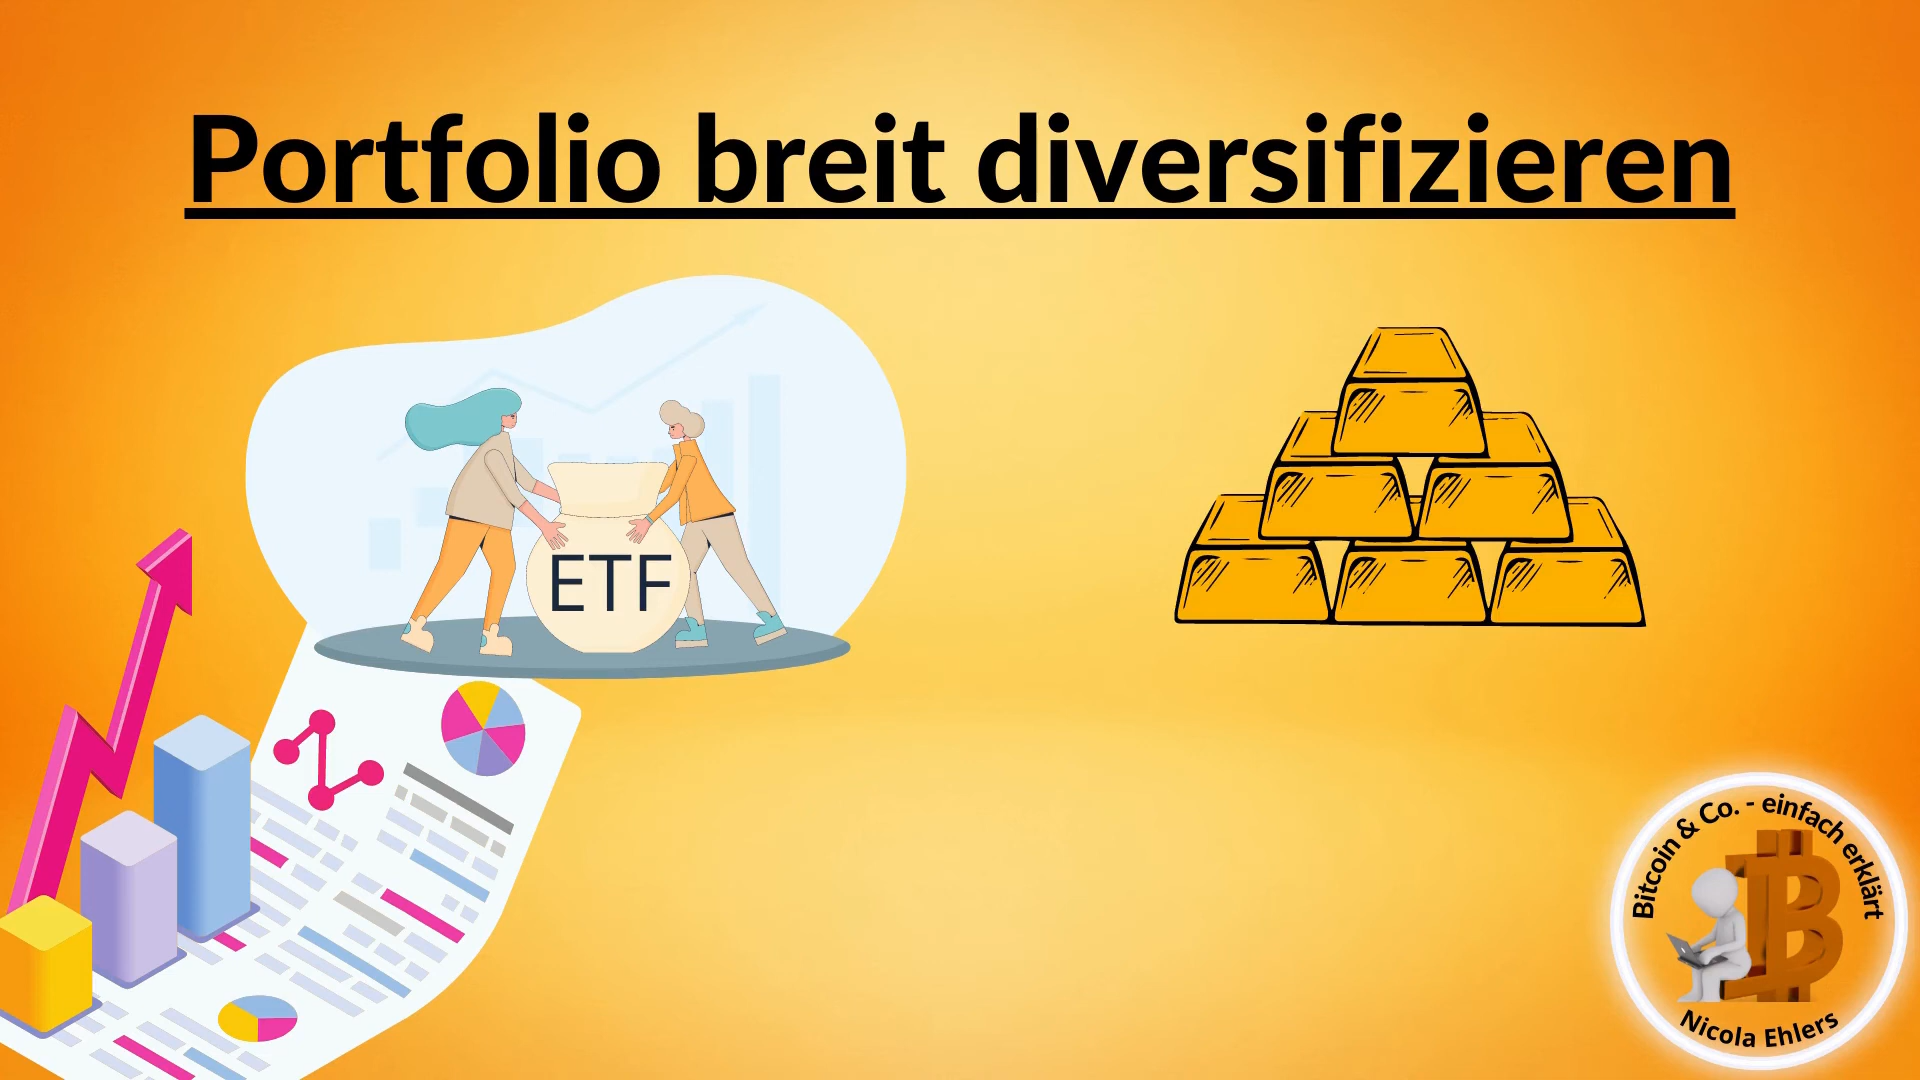 Portfolio breit diversifizieren
ETF
Bitcoin & Co. - einfach erklärt
Nicola Ehlers